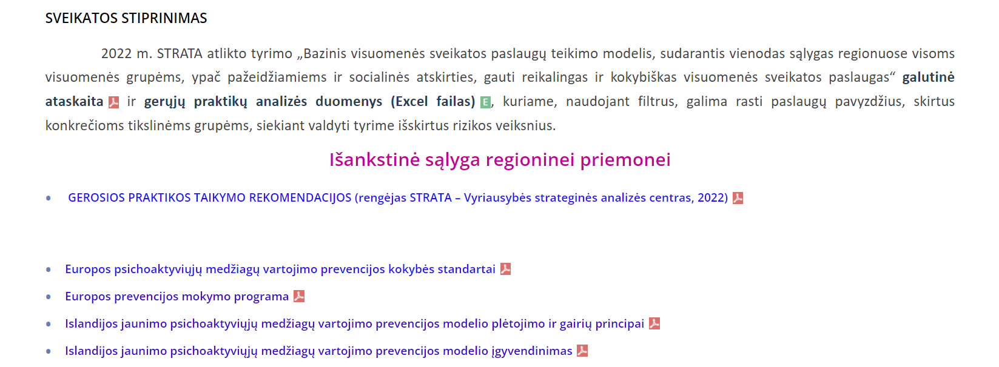 SVEIKATOS STIPRINIMAS
2022 m. STRATA atlikto tyrimo „Bazinis visuomenės sveikatos paslaugų teikimo modelis, sudarantis vienodas sąlygas regionuose visoms
visuomenės grupėms, ypač pažeidžiamiems ir socialinės atskirties, gauti reikalingas ir kokybiškas visuomenės sveikatos paslaugas“ galutinė
ataskaita ir gerųjų praktikų analizės duomenys (Excel failas) E, kuriame, naudojant filtrus, galima rasti paslaugų pavyzdžius, skirtus
konkrečioms tikslinėms grupėms, siekiant valdyti tyrime išskirtus rizikos veiksnius.
Išankstinė sąlyga regioninei priemonei
• GEROSIOS PRAKTIKOS TAIKYMO REKOMENDACIJOS (rengėjas STRATA – Vyriausybės strateginės analizės centras, 2022)
• Europos psichoaktyviųjų medžiagų vartojimo prevencijos kokybės standartai
• Europos prevencijos mokymo programa
• Islandijos jaunimo psichoaktyviųjų medžiagų vartojimo prevencijos modelio plėtojimo ir gairių principai
• Islandijos jaunimo psichoaktyviųjų medžiagų vartojimo prevencijos modelio įgyvendinimas